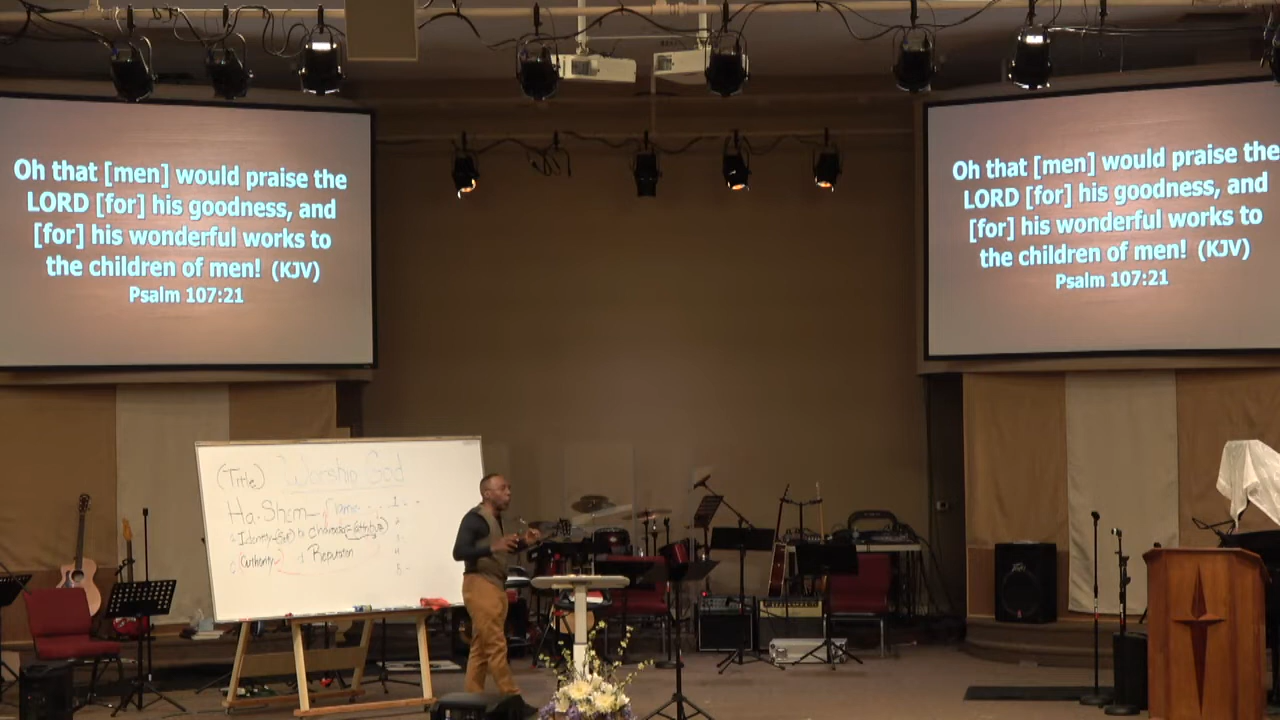 Oh that [men] would praise the
LORD [for] his goodness, and
[for] his wonderful works to
the children of men! (KJV)
Psalm 107:21
Oh that [men] would praise the
LORD [for] his goodness, and
[for] his wonderful works to
the children of men! (KJV)
Psalm 107:21
(Title) Worship God
Ha·Shem - Name
Identity
Authority
PEAVEY